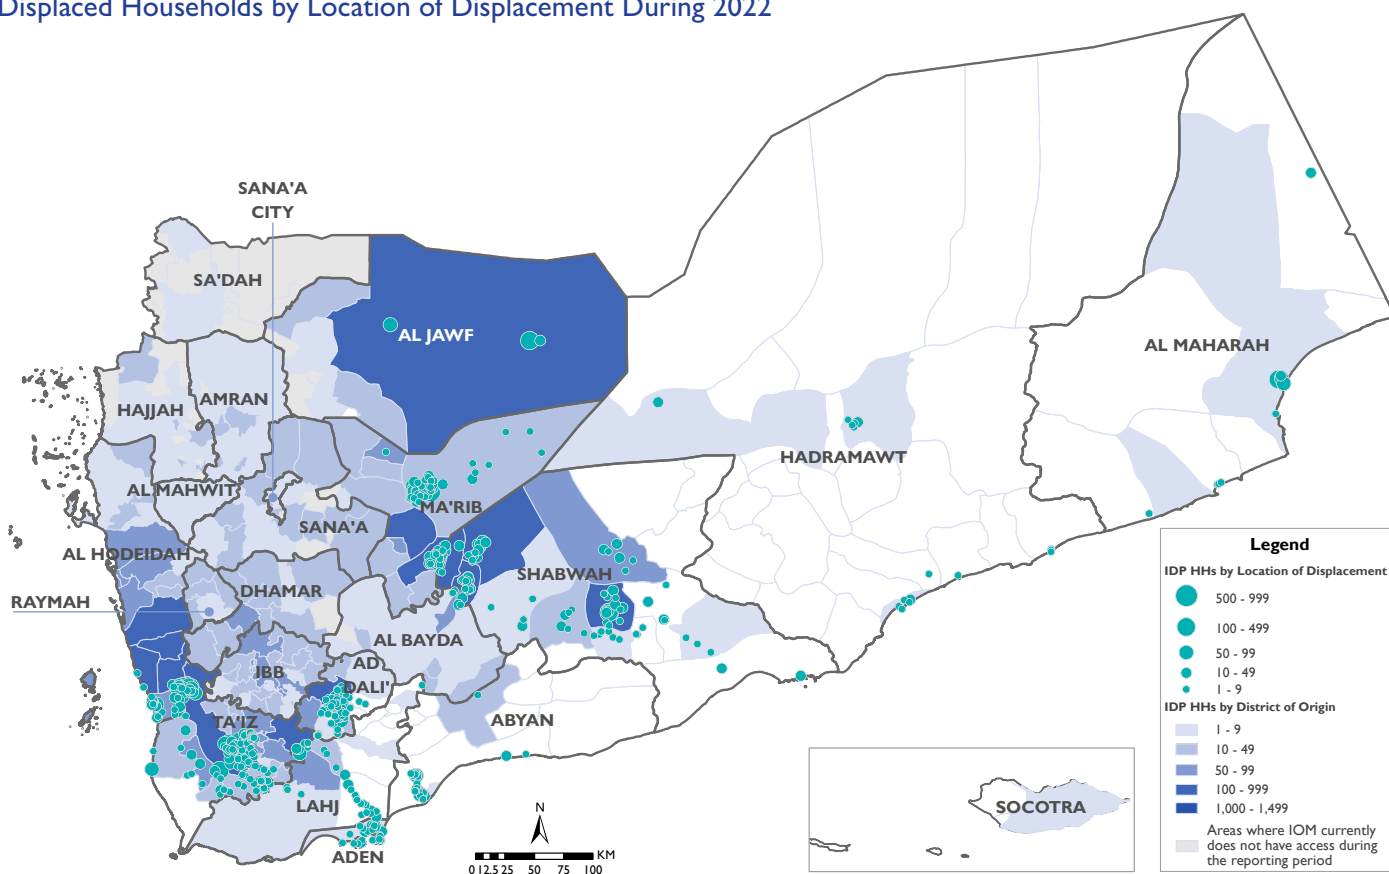 Displaced Households by Location of Displacement During 2022
SANA'A
CITY
SA'DAH
AL JAWF
AL MAHARAH
HAJJAH
AMRAN
HADRAMAWT
AL MAHWIT
MA'RIB
SANA'A
AL HODEIDAH
SHABWAH
RAYMAH
DHAMAR
AL BAYDA
IBB
AD
DALI'
TA'IZ
ABYAN
LAHJ
ADEN
SOCOTRA
N
0 12.5 25 50 75 100 KM
Legend
IDP HHs by Location of Displacement
500 - 999
100 - 499
50 - 99
10 - 49
1 - 9
IDP HHs by District of Origin
1 - 9
10 - 49
50 - 99
100 - 999
1,000 - 1,499
Areas where IOM currently
does not have access during
the reporting period